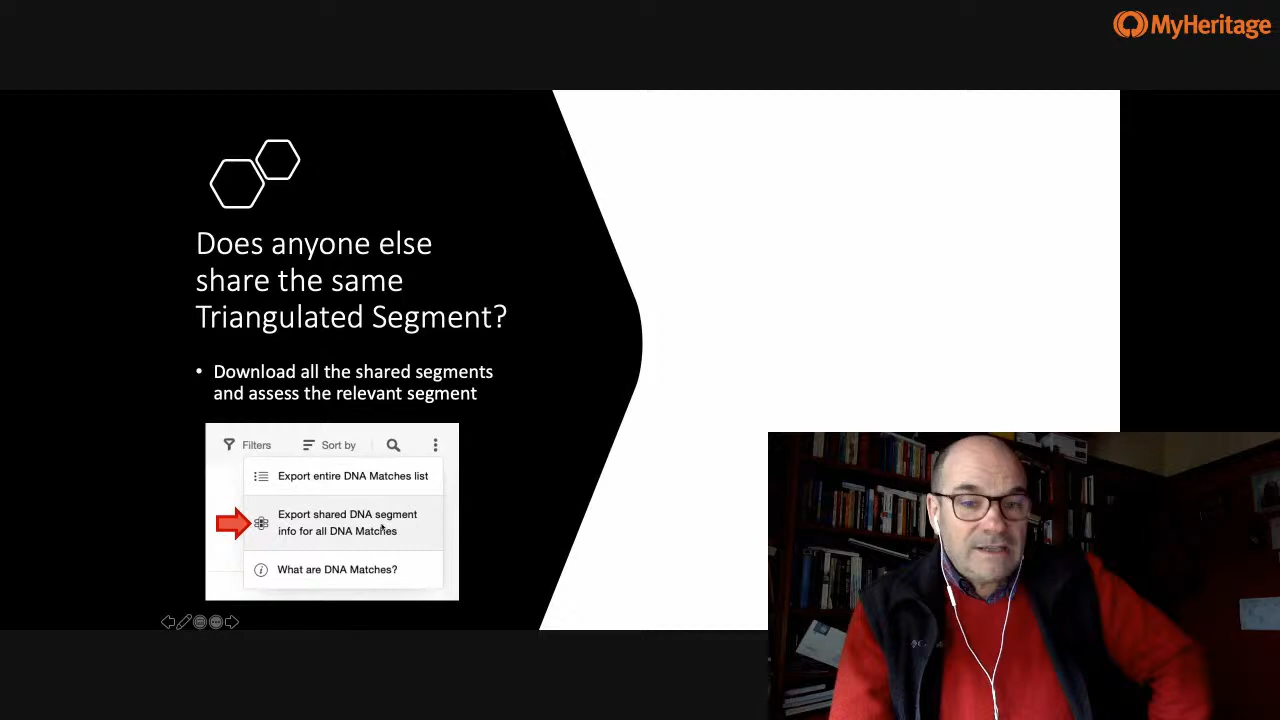 MyHeritage
Does anyone else
share the same
Triangulated Segment?
• Download all the shared segments
and assess the relevant segment
Filters Sort by
Export entire DNA Matches list
Export shared DNA segment
info for all DNA Matches
What are DNA Matches?